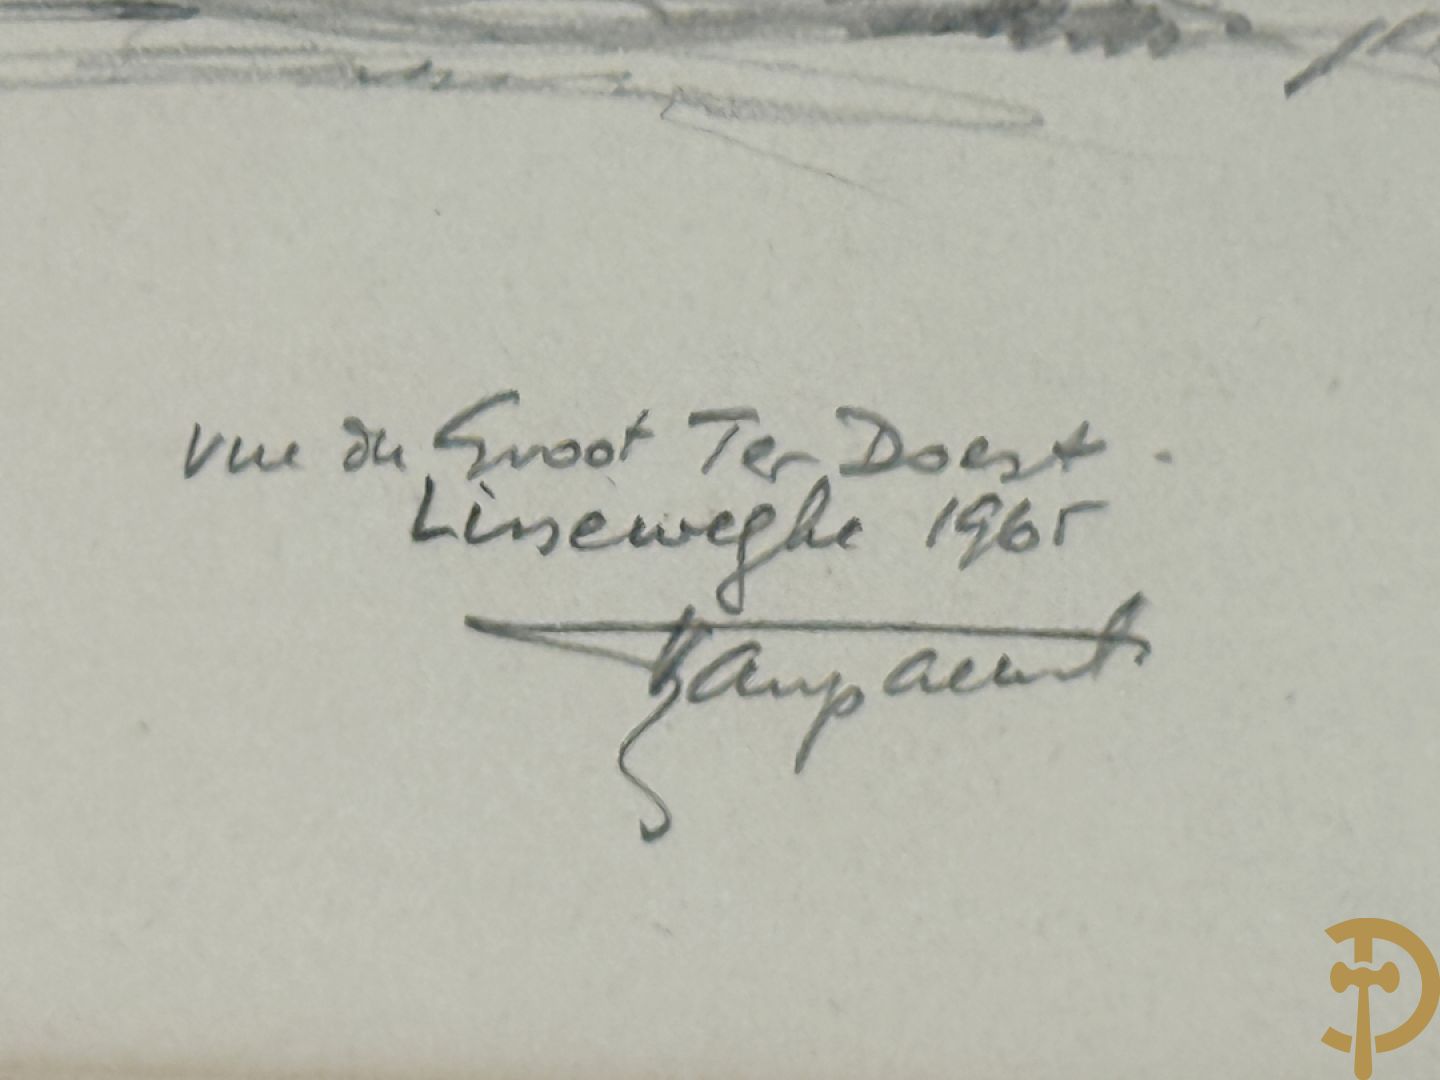 vue du Groot Ter Doest.
Lisseweghe 1965